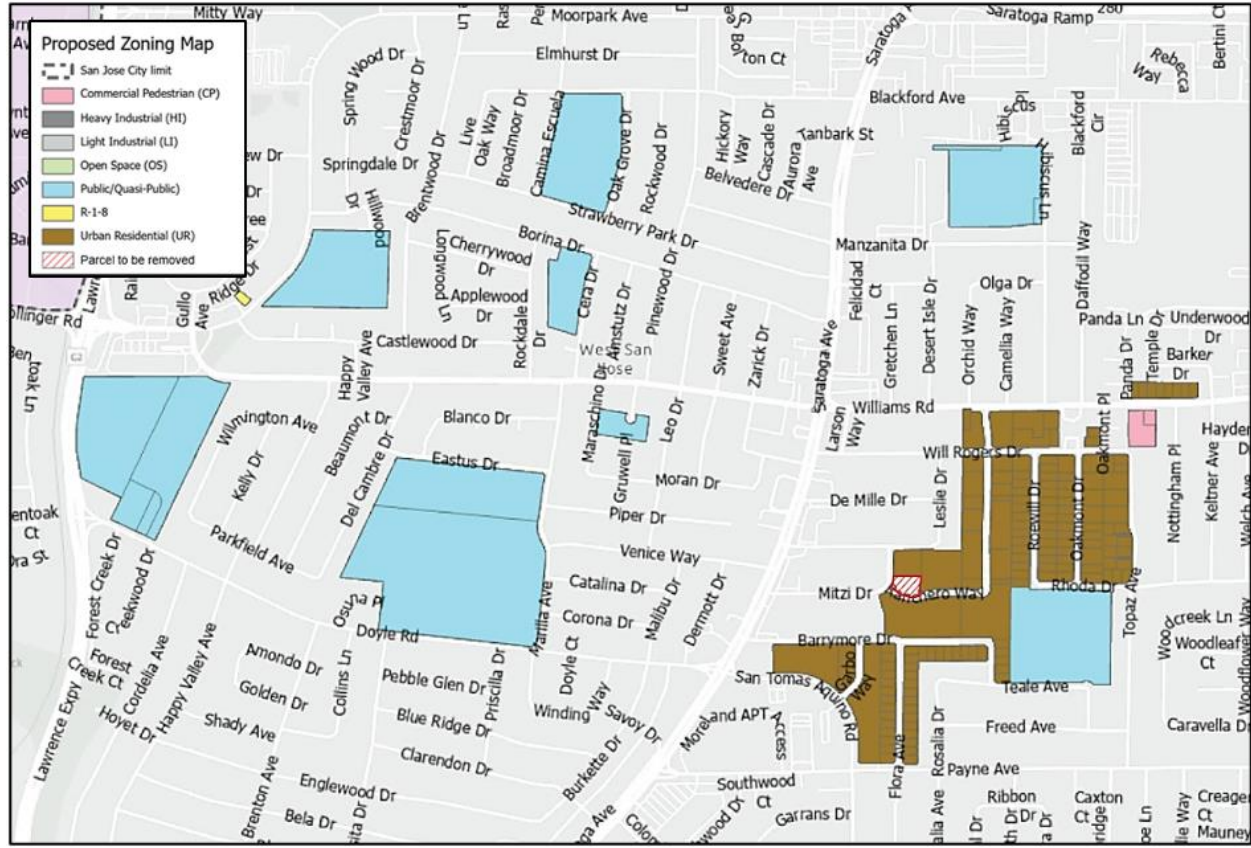 Mitty Way
Moorpark Ave
Saratoga Ramp
280
Bertini Ct
Proposed Zoning Map
San Jose City limit
Commercial Pedestrian (CP)
Heavy Industrial (HI)
Light Industrial (LI)
Open Space (OS)
Public/Quasi-Public)
R-1-8
Urban Residential (UR)
Parcel to be removed
Elmhurst Dr
Spring Wood Dr
Crestmoor Dr
Live
Oak Way
Broadmoor Dr
Camina Escuela
Oak Grove Dr
Rockwood Dr
Hickory
Way
Cascade Dr
Aurora
Ave
Tanbark St
Blackford Ave
Hibiscus Pl
Blackford
Cir
Rebecca
Way
Springdale Dr
Brentwood Dr
Belvedere Dr
Hibiscus Ln
Hillwood
Dr
Strawberry Park Dr
Borina Dr
Cherrywood
Dr
Longwood
Ln
Applewood
Dr
Cera Dr
Amstutz Dr
Pinewood Dr
Manzanita Dr
Felicidad
Ct
Gretchen Ln
Desert Isle Dr
Olga Dr
Orchid Way
Camellia Way
Daffodil Way
Ridge Dr
Gullo
Ave
Castlewood Dr
Rockdale
Dr
Happy
Valley Ave
West San
Jose
Sweet Ave
Zarick Dr
Saratoga Ave
Panda Ln
Underwood
Dr
Panda Dr
Temple Dr
Barker
Dr
Wilmington Ave
Beaumont Dr
Blanco Dr
Maraschino Dr
Leo Dr
Larson
Way
Williams Rd
Oakmont Pl
Kelly Dr
Del Cambre Dr
Eastus Dr
Gruwell Pl
Moran Dr
Will Rogers Dr
Nottingham Pl
Keltner Ave
Welch Ave
Leslie Dr
De Mille Dr
Roewill Dr
Oakmont Dr
Piper Dr
Parkfield Ave
Venice Way
Forest Creek Dr
Creekwood Dr
Osuna Pl
Marilla Ave
Catalina Dr
Corona Dr
Malibu Dr
Dermott Dr
Mitzi Dr
Ranchero Way
Rhoda Dr
Topaz Ave
Doyle Rd
Barrymore Dr
Garbo
Way
Woodcreek Ln
Woodleaf
Ct
Woodflower Way
Forest
Creek Ct
Cordelia Ave
Happy Valley Ave
Amondo Dr
Golden Dr
Collins Ln
Pebble Glen Dr
Priscilla Dr
Doyle Ct
Winding
Way
Savoy Dr
San Tomas Aquino Rd
Teale Ave
Freed Ave
Caravella Dr
Lawrence Expy
Hoyet Dr
Shady Ave
Blue Ridge Dr
Clarendon Dr
Burkette Dr
Moreland APT Access
Flora Ave
Rosalia Dr
Payne Ave
Englewood Dr
Brenton Ave
Bela Dr
Southwood
Ct
Garrans Dr
Ribbon
Dr
Caxton
Ct